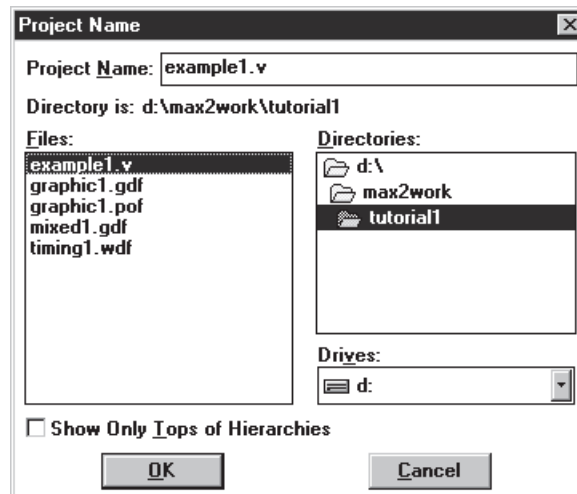 Project Name
Project Name: example1.v
Directory is: d:\max2work\tutorial1
Files:
example1.v
graphic1.gdf
graphic1.pof
mixed1.gdf
timing1.wdf
Directories:
d:\
max2work
tutorial1
Drives:
d:
Show Only Tops of Hierarchies
OK
Cancel